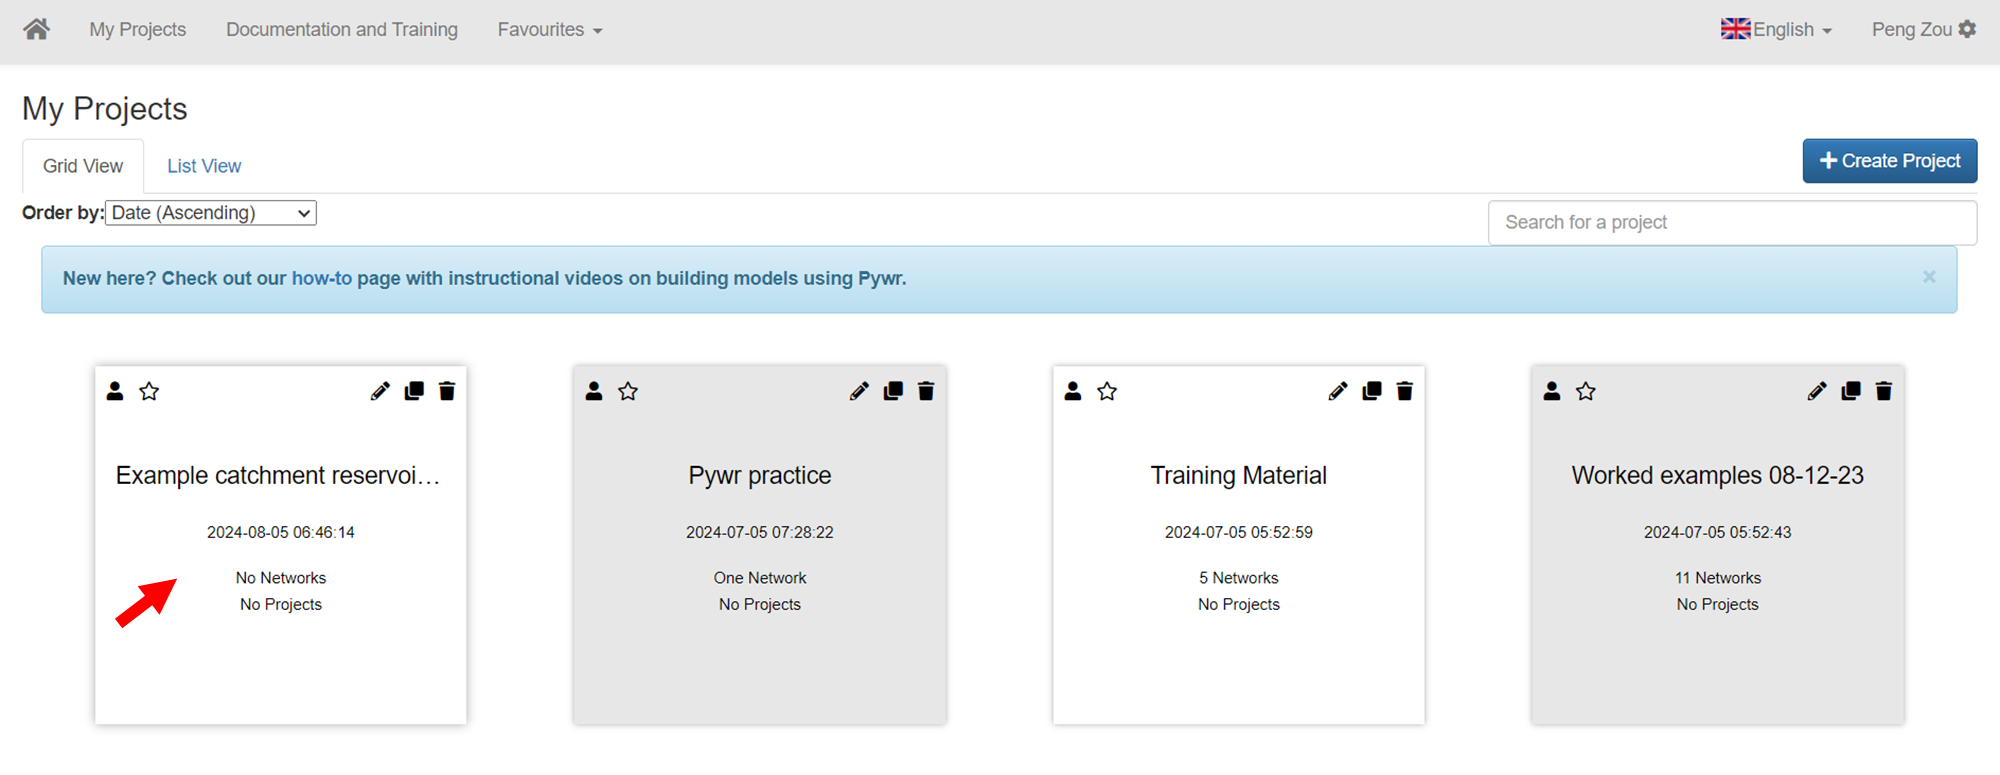 My Projects Documentation and Training Favourites English Peng Zou
My Projects
Grid View List View + Create Project
Order by: Date (Ascending) Search for a project
New here? Check out our how-to page with instructional videos on building models using Pywr. ×
Example catchment reservoi...
2024-08-05 06:46:14
No Networks
No Projects
Pywr practice
2024-07-05 07:28:22
One Network
No Projects
Training Material
2024-07-05 05:52:59
5 Networks
No Projects
Worked examples 08-12-23
2024-07-05 05:52:43
11 Networks
No Projects